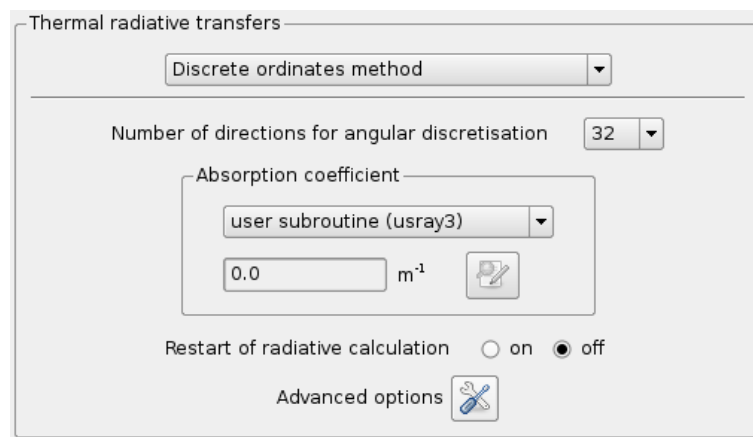 Thermal radiative transfers
Discrete ordinates method
Number of directions for angular discretisation 32
Absorption coefficient
user subroutine (usray3)
0.0 m⁻¹
Restart of radiative calculation on off
Advanced options